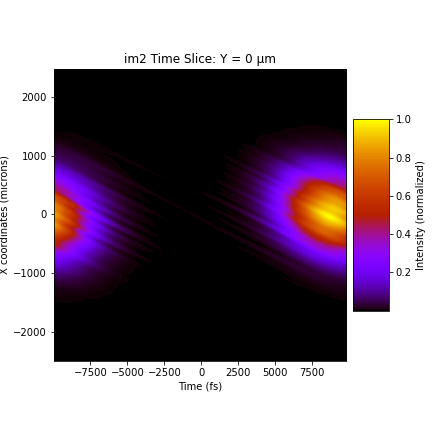 im2 Time Slice: Y = 0 μm
2000
1000
0
−1000
−2000
X coordinates (microns)
−7500 −5000 −2500 0 2500 5000 7500
Time (fs)
1.0
0.8
0.6
0.4
0.2
Intensity (normalized)